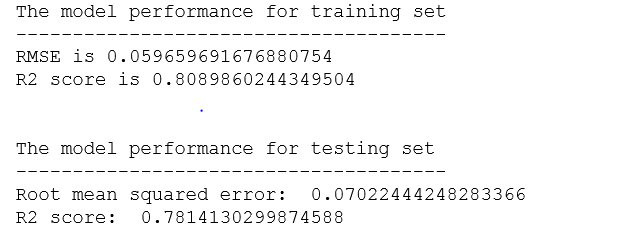 The model performance for training set
---------------------------------------
RMSE is 0.059659691676880754
R2 score is 0.8089860244349504
The model performance for testing set
---------------------------------------
Root mean squared error:  0.07022444248283366
R2 score:  0.7814130299874588